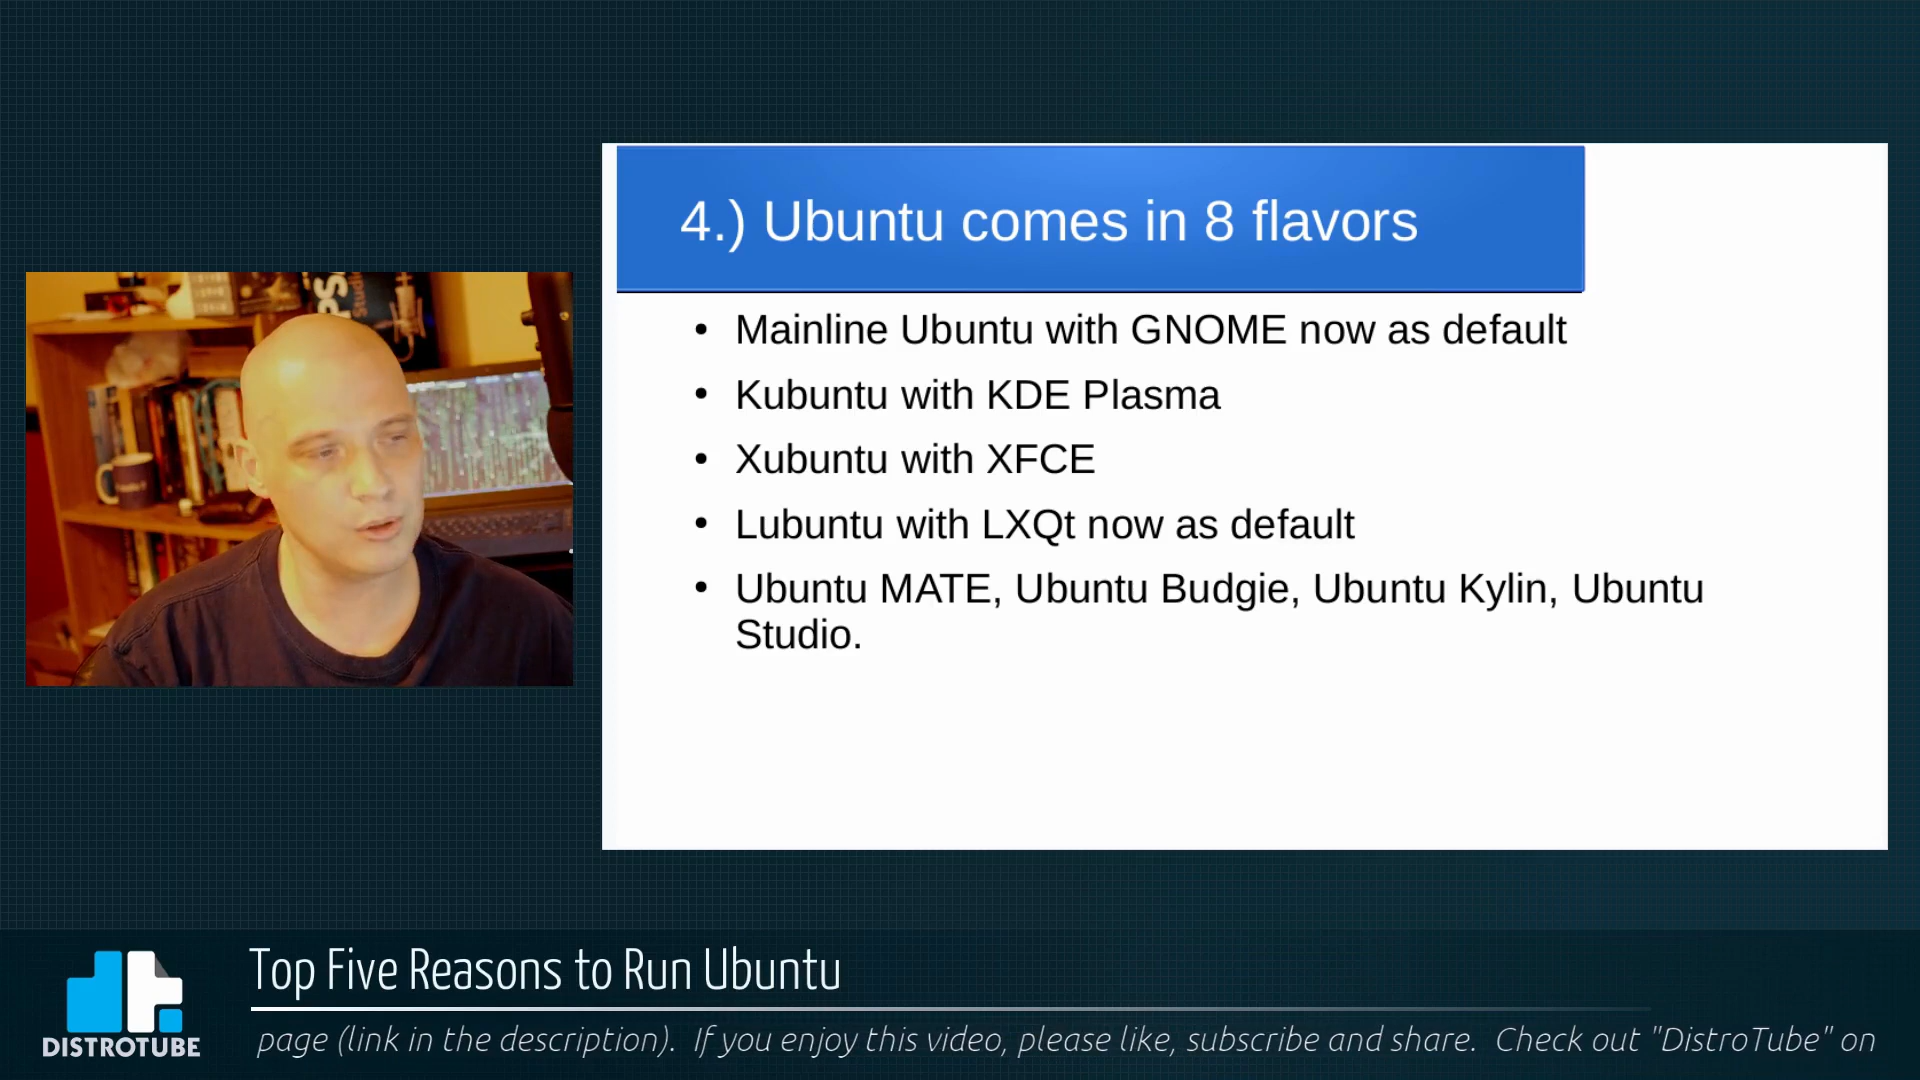 4.) Ubuntu comes in 8 flavors
• Mainline Ubuntu with GNOME now as default
• Kubuntu with KDE Plasma
• Xubuntu with XFCE
• Lubuntu with LXQt now as default
• Ubuntu MATE, Ubuntu Budgie, Ubuntu Kylin, Ubuntu
Studio.
Top Five Reasons to Run Ubuntu
DISTROTUBE
page (link in the description). If you enjoy this video, please like, subscribe and share. Check out "DistroTube" on